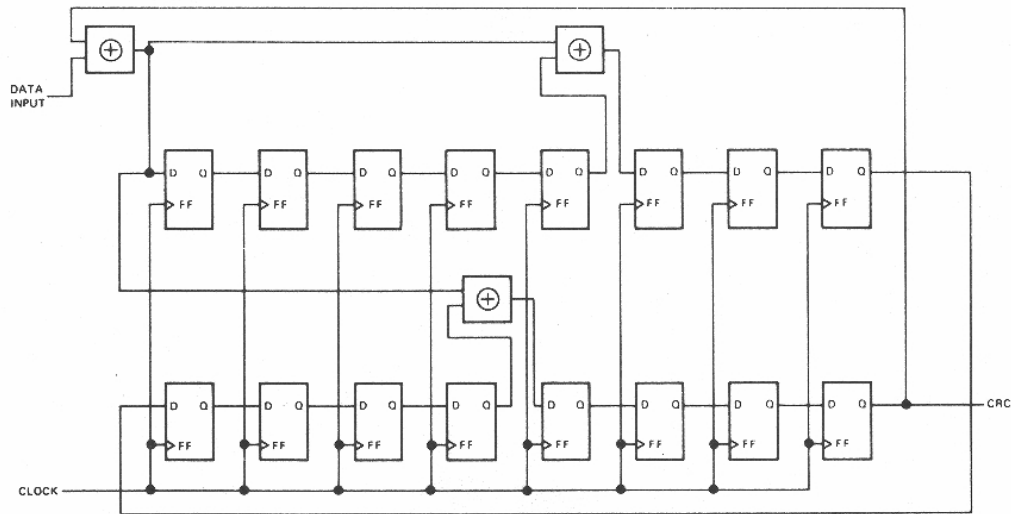 DATA
INPUT
D Q D Q D Q D Q D Q D Q D Q D Q
FF FF FF FF FF FF FF FF
D Q D Q D Q D Q D Q D Q D Q D Q
CRC
FF FF FF FF FF FF FF FF
CLOCK